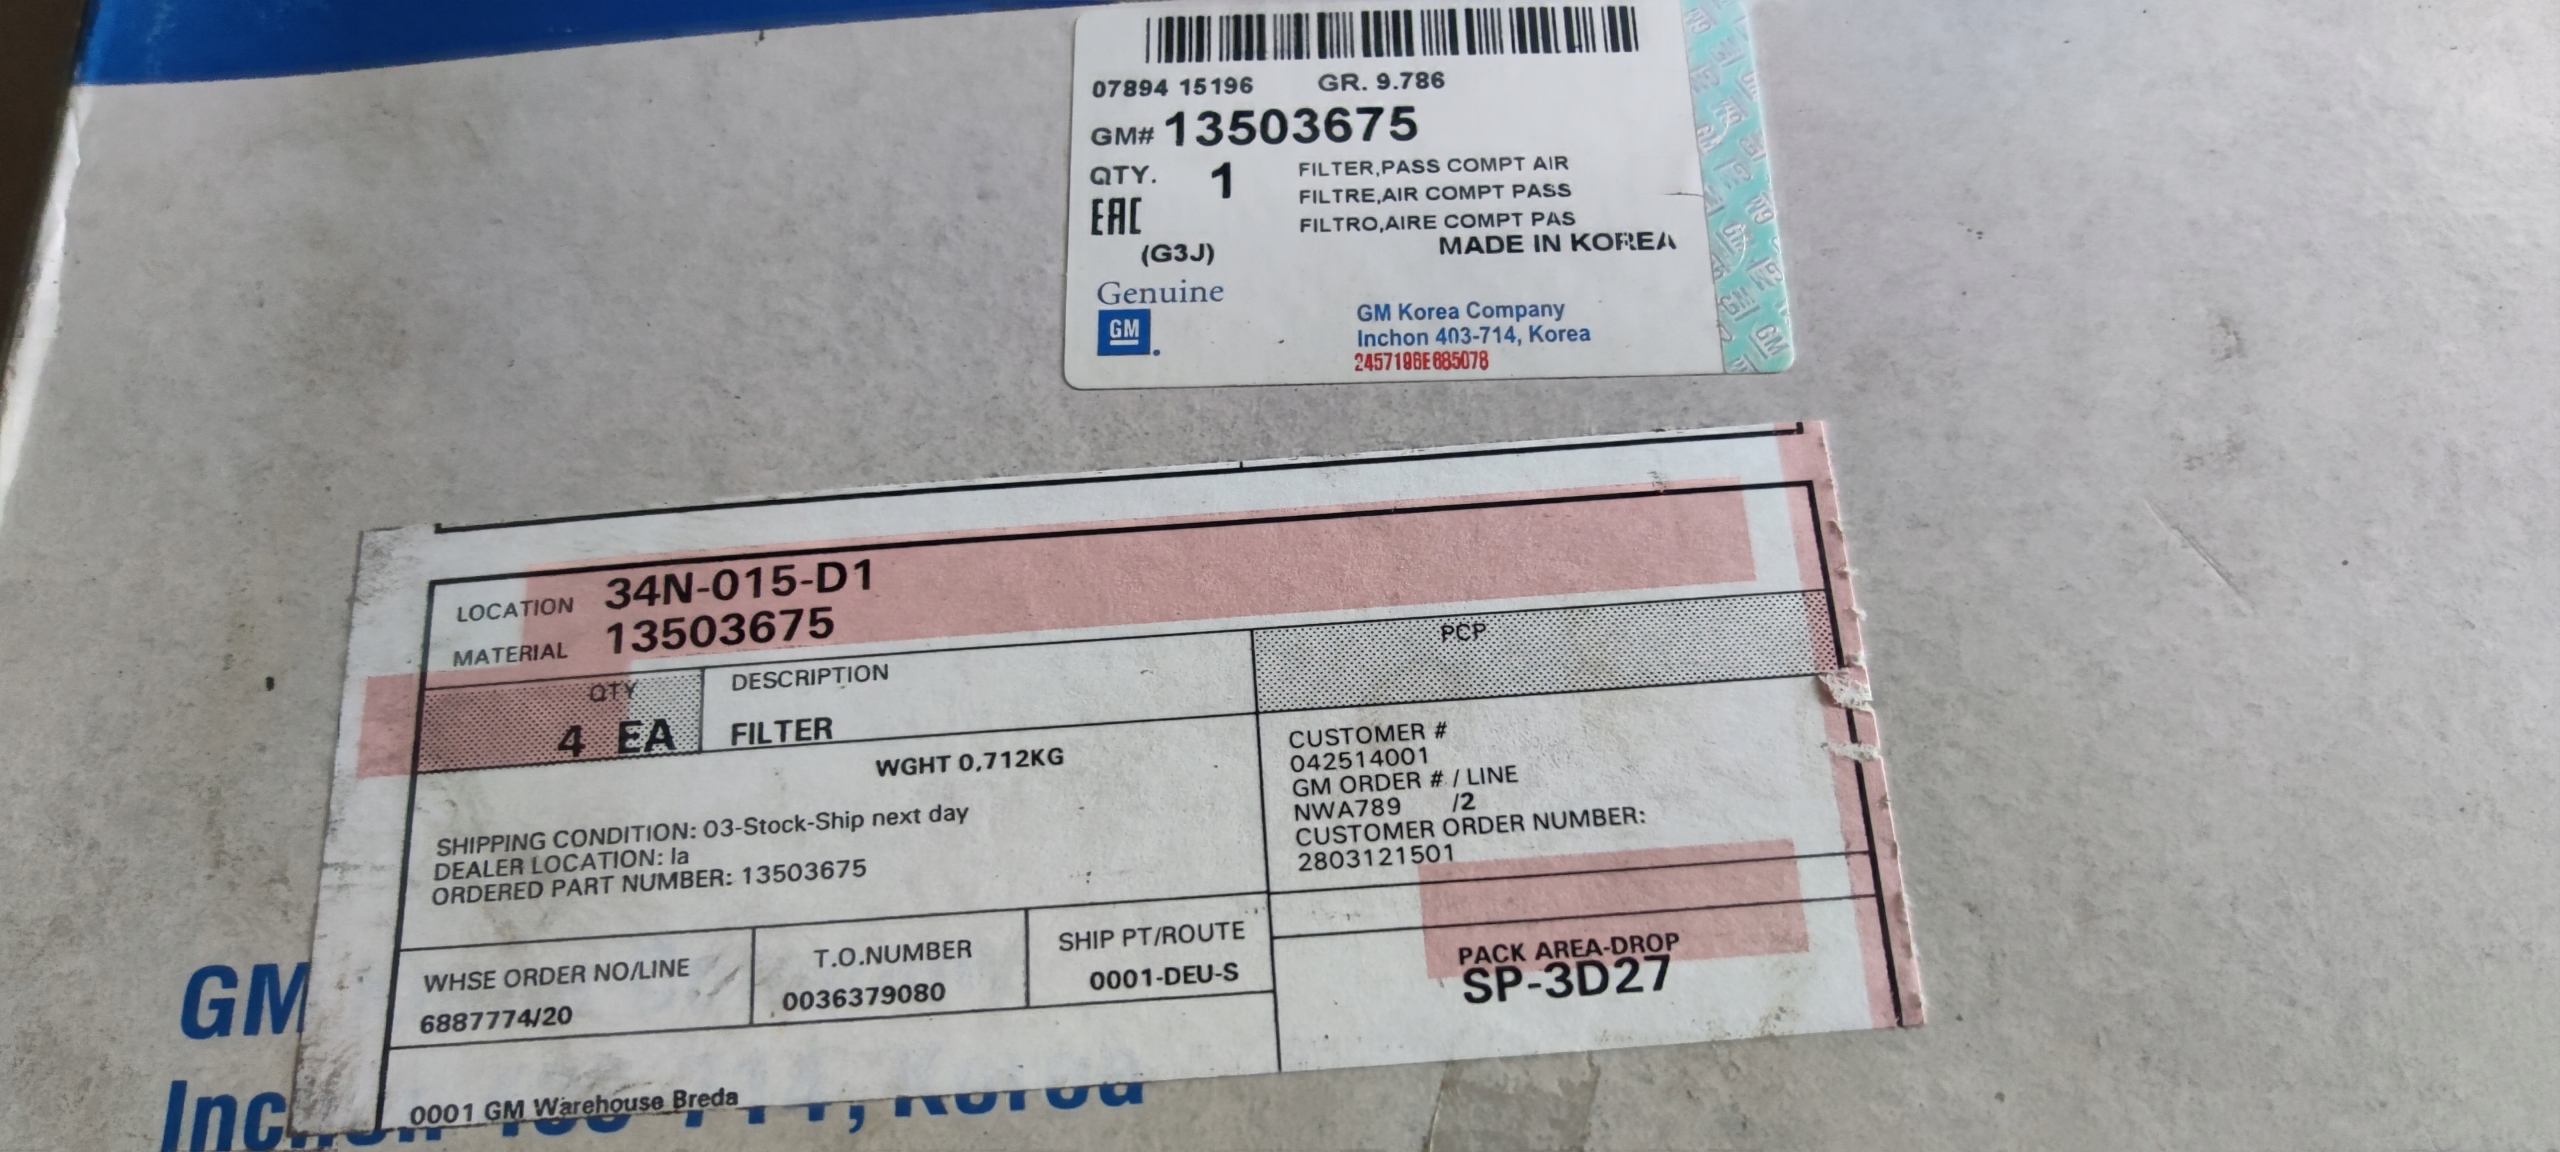 07894 15196 GR. 9.786
GM# 13503675
QTY. 1 FILTER,PASS COMPT AIR
FILTRE,AIR COMPT PASS
EAC FILTRO,AIRE COMPT PAS
(G3J) MADE IN KOREA
Genuine
GM
GM Korea Company
Inchon 403-714, Korea
2457196E685078
LOCATION 34N-015-D1
MATERIAL 13503675
QTY DESCRIPTION PCP
4 EA FILTER
WGHT 0,712KG
SHIPPING CONDITION: 03-Stock-Ship next day
DEALER LOCATION: la
ORDERED PART NUMBER: 13503675
CUSTOMER #
042514001
GM ORDER # / LINE
NWA789 /2
CUSTOMER ORDER NUMBER:
2803121501
WHSE ORDER NO/LINE T.O.NUMBER SHIP PT/ROUTE
6887774/20 0036379080 0001-DEU-S
PACK AREA-DROP
SP-3D27
0001 GM Warehouse Breda
GM
Inchon 403-714, Korea